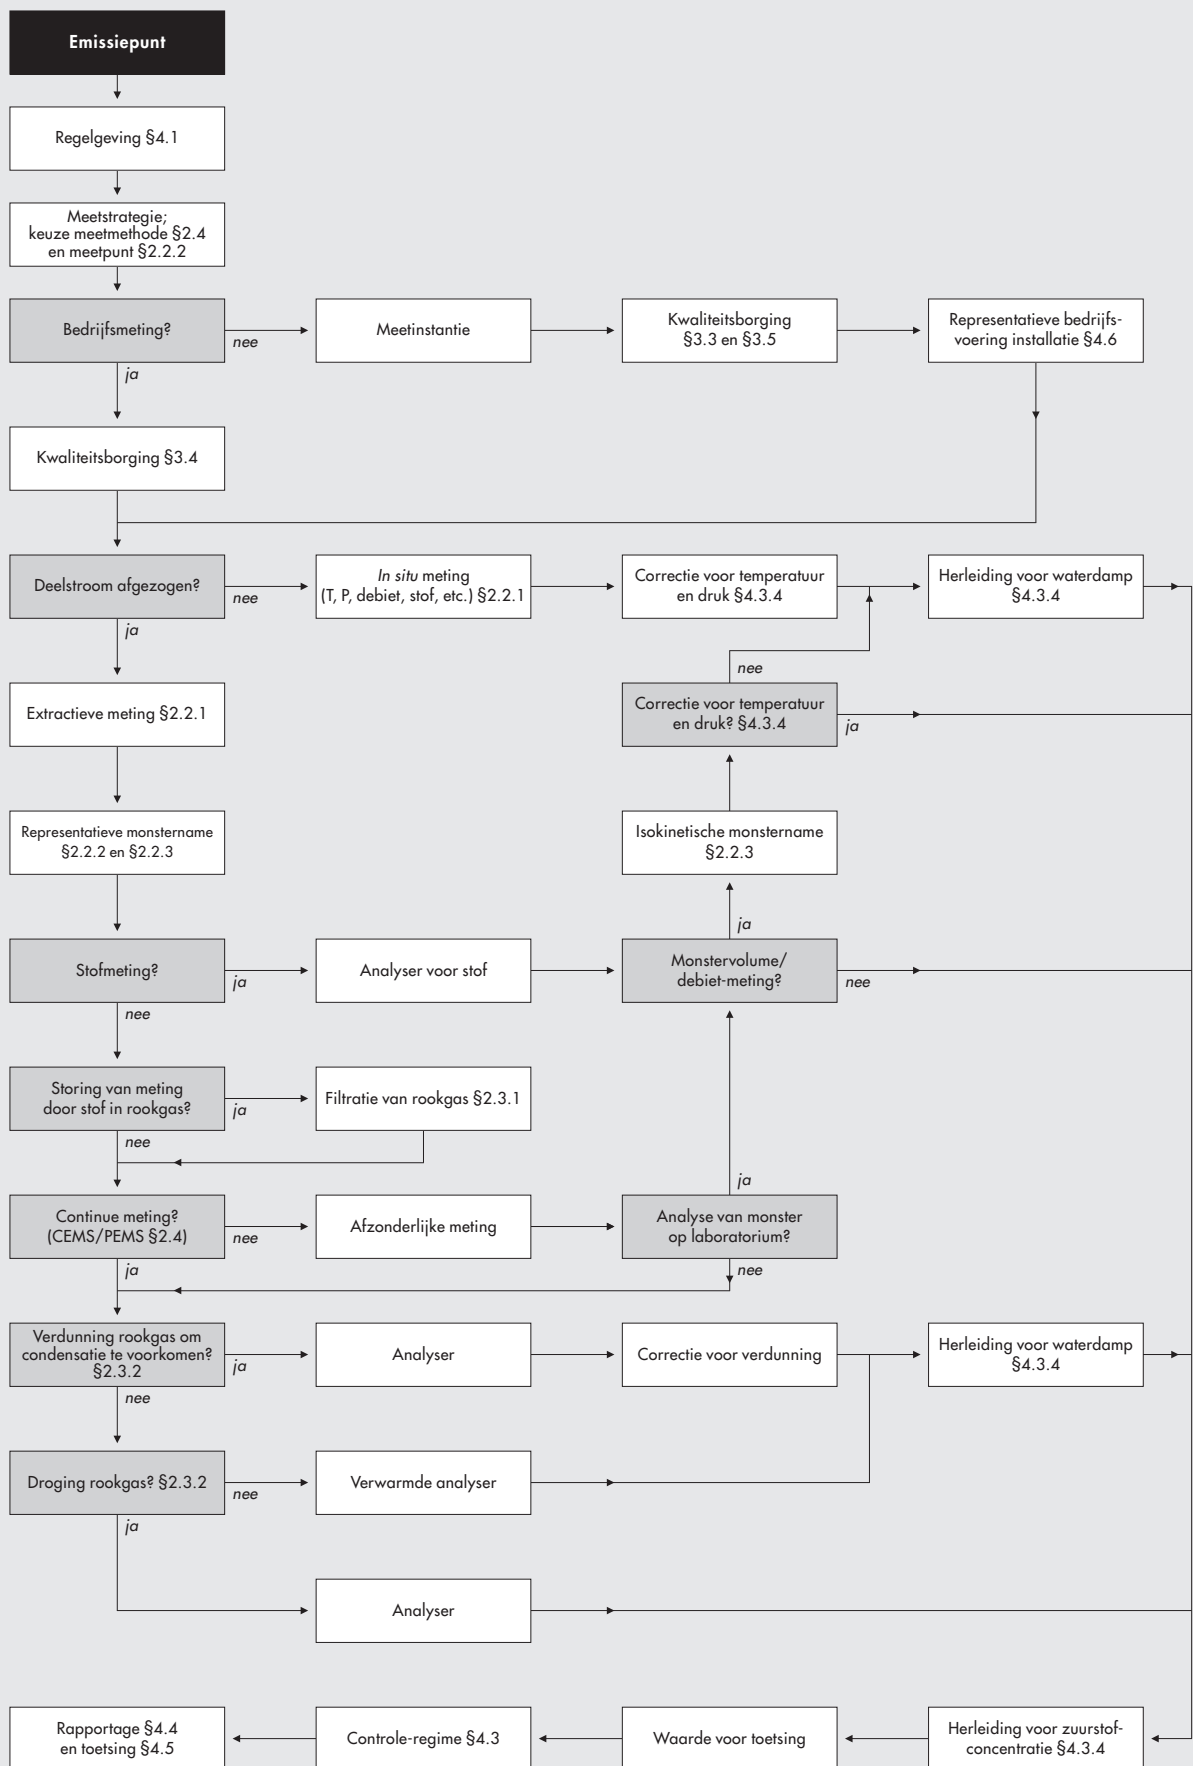 Emissiepunt
Regelgeving §4.1
Meetstrategie;
keuze meetmethode §2.4
en meetpunt §2.2.2
Bedrijfsmeting?
nee
Meetinstantie
Kwaliteitsborging
§3.3 en §3.5
Representatieve bedrijfs-
voering installatie §4.6
ja
Kwaliteitsborging §3.4
Deelstroom afgezogen?
nee
In situ meting
(T, P, debiet, stof, etc.) §2.2.1
Correctie voor temperatuur
en druk §4.3.4
Herleiding voor waterdamp
§4.3.4
ja
nee
Extractieve meting §2.2.1
Correctie voor temperatuur
en druk? §4.3.4
ja
Representatieve monstername
§2.2.2 en §2.2.3
Isokinetische monstername
§2.2.3
ja
Stofmeting?
ja
Analyser voor stof
Monstervolume/
debiet-meting?
nee
nee
Storing van meting
door stof in rookgas?
ja
Filtratie van rookgas §2.3.1
nee
ja
Continue meting?
(CEMS/PEMS §2.4)
nee
Afzonderlijke meting
Analyse van monster
op laboratorium?
ja
nee
Verdunning rookgas om
condensatie te voorkomen?
§2.3.2
ja
Analyser
Correctie voor verdunning
Herleiding voor waterdamp
§4.3.4
nee
Droging rookgas? §2.3.2
nee
Verwarmde analyser
ja
Analyser
Rapportage §4.4
en toetsing §4.5
Controle-regime §4.3
Waarde voor toetsing
Herleiding voor zuurstof-
concentratie §4.3.4